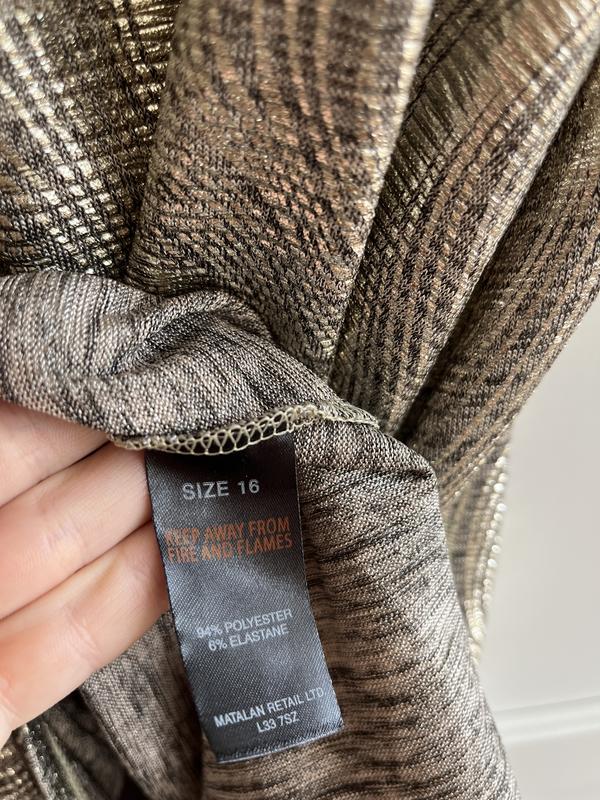 SIZE 16
KEEP AWAY FROM
FIRE AND FLAMES
94% POLYESTER
6% ELASTANE
MATALAN RETAIL LTD
L33 7SZ